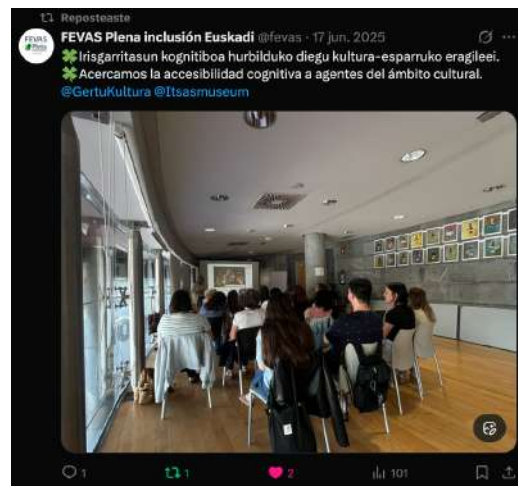 Reposteaste
FEVAS Plena inclusión Euskadi @fevas · 17 jun. 2025
Irisgarritasun kognitiboa hurbilduko diegu kultura-esparruko eragileei.
Acercamos la accesibilidad cognitiva a agentes del ámbito cultural.
@GertuKultura @Itsasmuseum
1
1
2
101